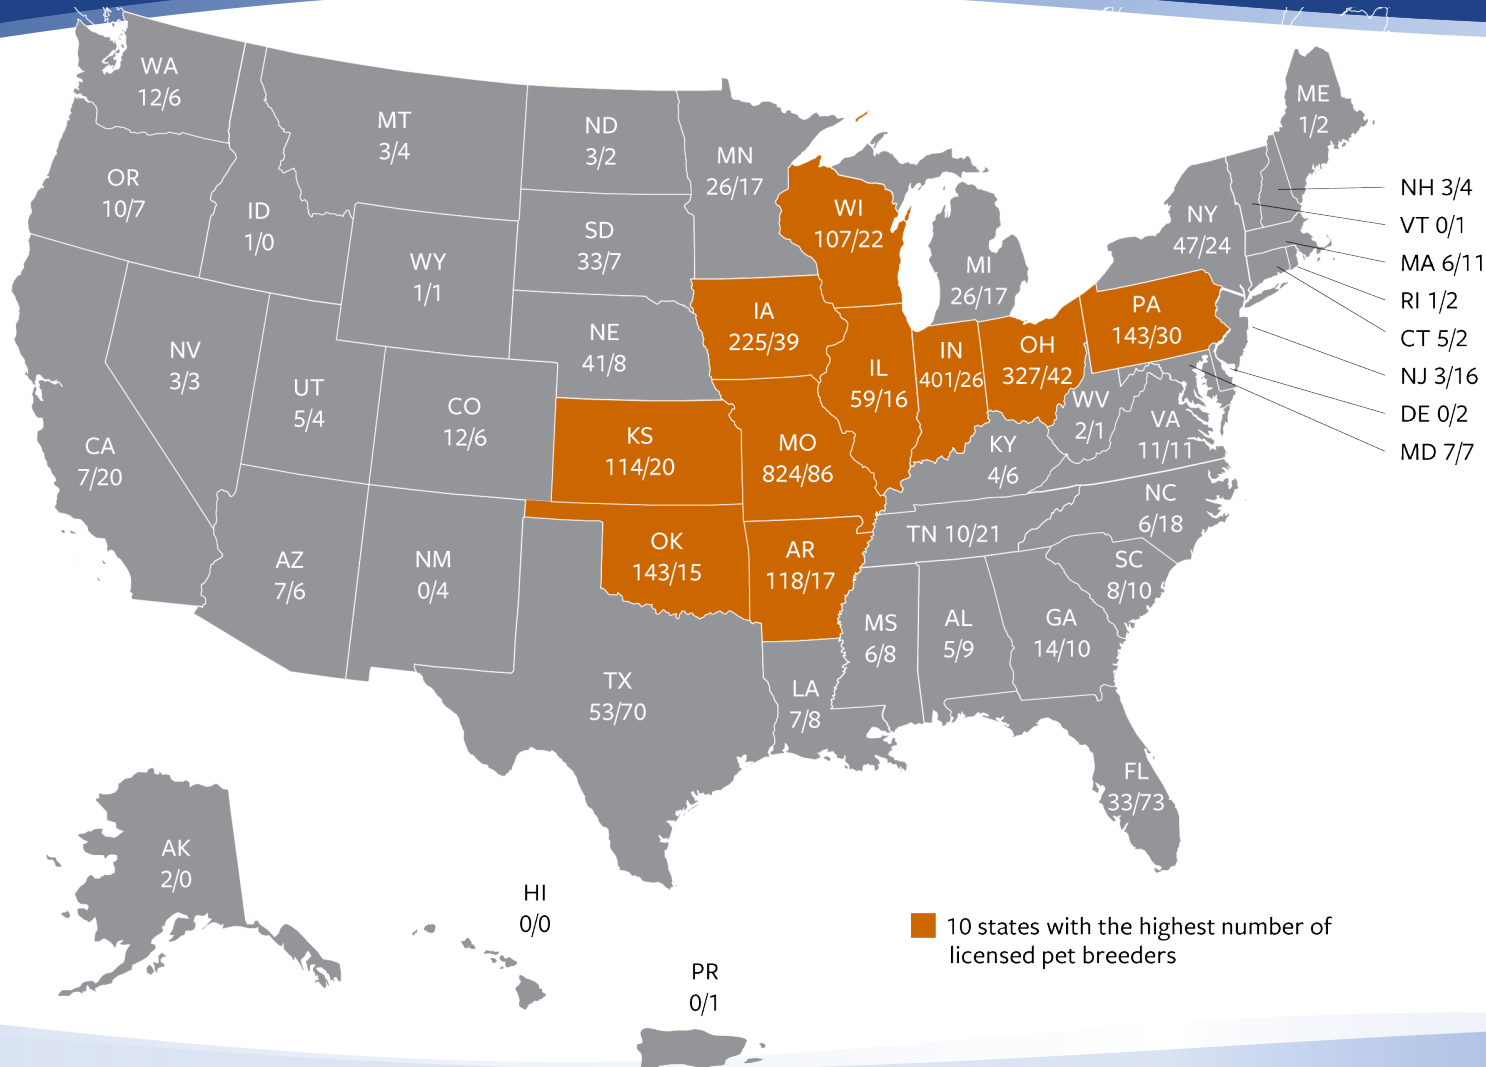 WA
12/6
MT
3/4
ND
3/2
MN
26/17
ME
1/2
OR
10/7
ID
1/0
WI
107/22
NH 3/4
VT 0/1
NY
47/24
SD
33/7
WY
1/1
MI
26/17
MA 6/11
RI 1/2
PA
143/30
IA
225/39
NE
41/8
CT 5/2
NV
3/3
IN
401/26
OH
327/42
NJ 3/16
UT
5/4
IL
59/16
CO
12/6
WV
2/1
DE 0/2
VA
11/11
KS
114/20
MO
824/86
KY
4/6
CA
7/20
MD 7/7
NC
6/18
TN 10/21
OK
143/15
AR
118/17
AZ
7/6
NM
0/4
SC
8/10
MS
6/8
AL
5/9
GA
14/10
TX
53/70
LA
7/8
FL
33/73
AK
2/0
HI
0/0
10 states with the highest number of
licensed pet breeders
PR
0/1